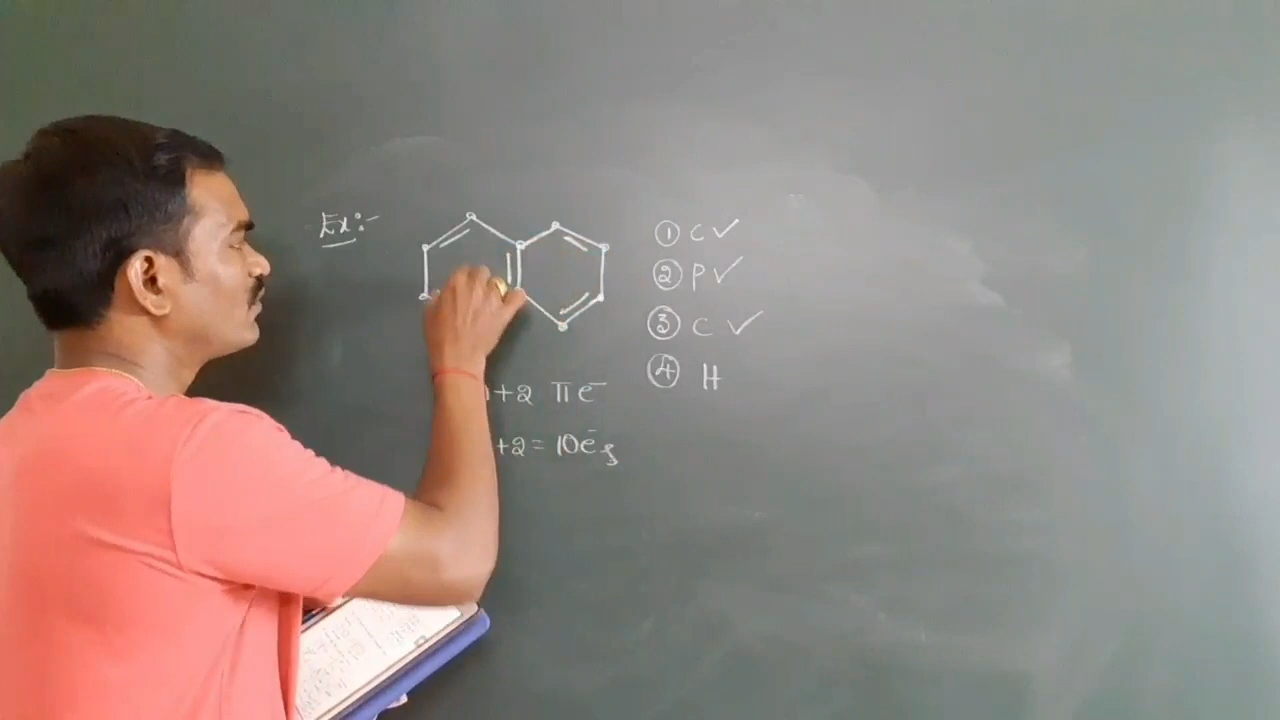 Ex:-
① C ✓
② P ✓
③ C ✓
④ H
+2 πe⁻
+2 = 10e⁻s